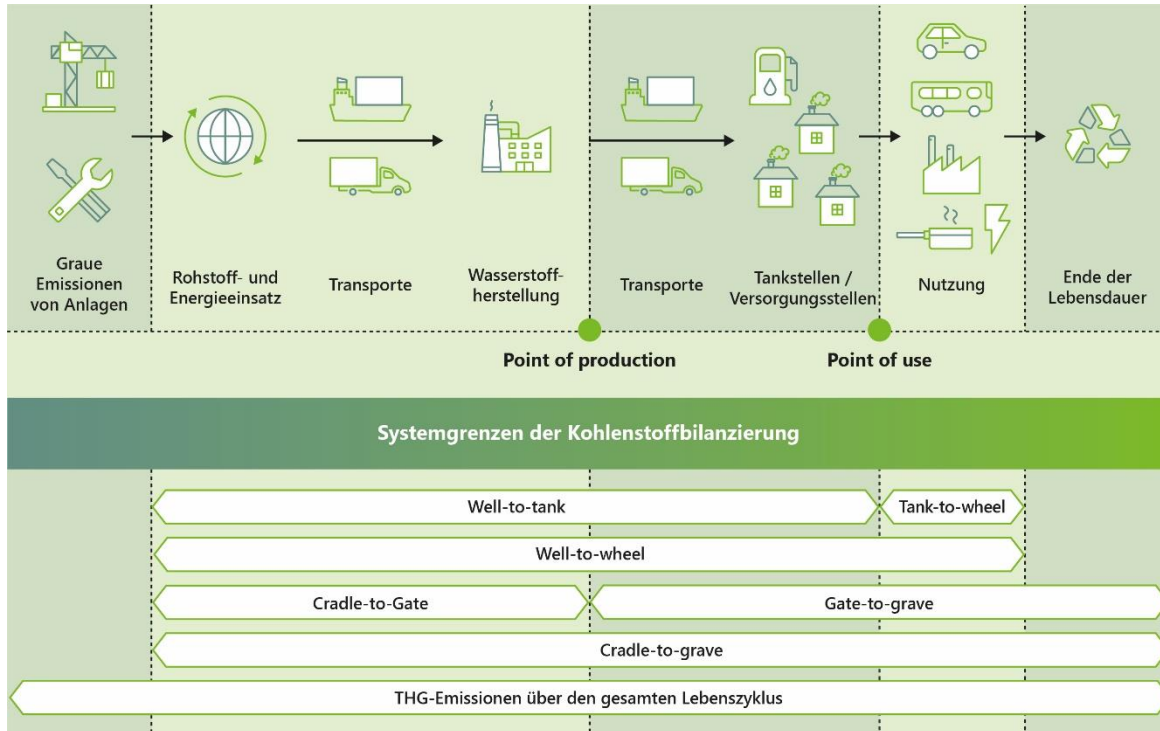 Graue
Emissionen
von Anlagen
Rohstoff- und
Energieeinsatz
Transporte
Wasserstoff-
herstellung
Transporte
Tankstellen /
Versorgungsstellen
Nutzung
Ende der
Lebensdauer
Point of production
Point of use
Systemgrenzen der Kohlenstoffbilanzierung
Well-to-tank
Tank-to-wheel
Well-to-wheel
Cradle-to-Gate
Gate-to-grave
Cradle-to-grave
THG-Emissionen über den gesamten Lebenszyklus